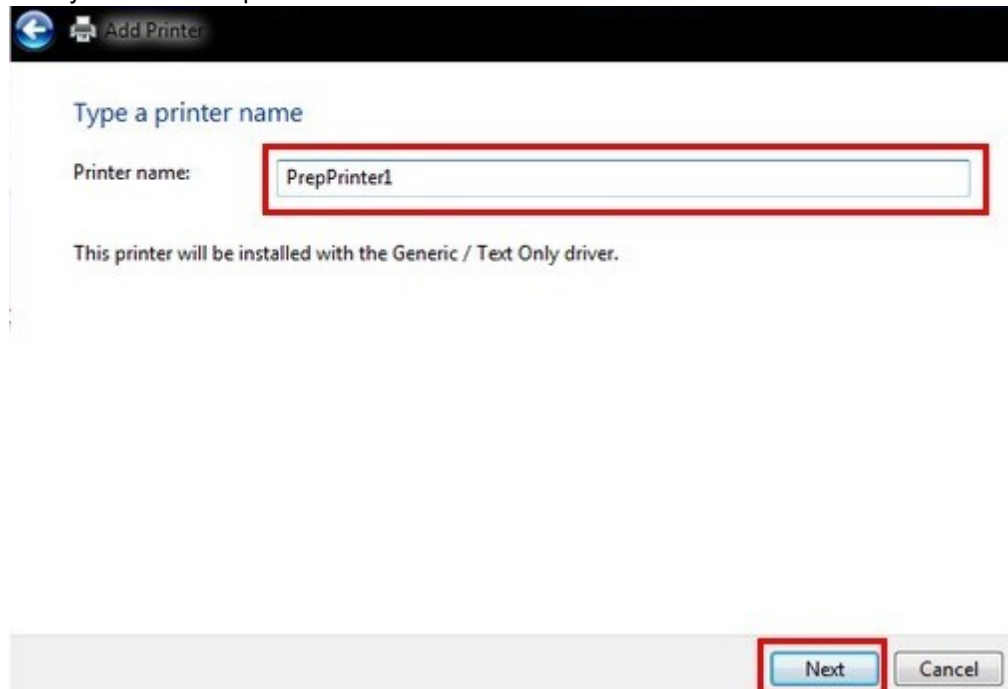 Add Printer
Type a printer name
Printer name: PrepPrinter1
This printer will be installed with the Generic / Text Only driver.
Next Cancel